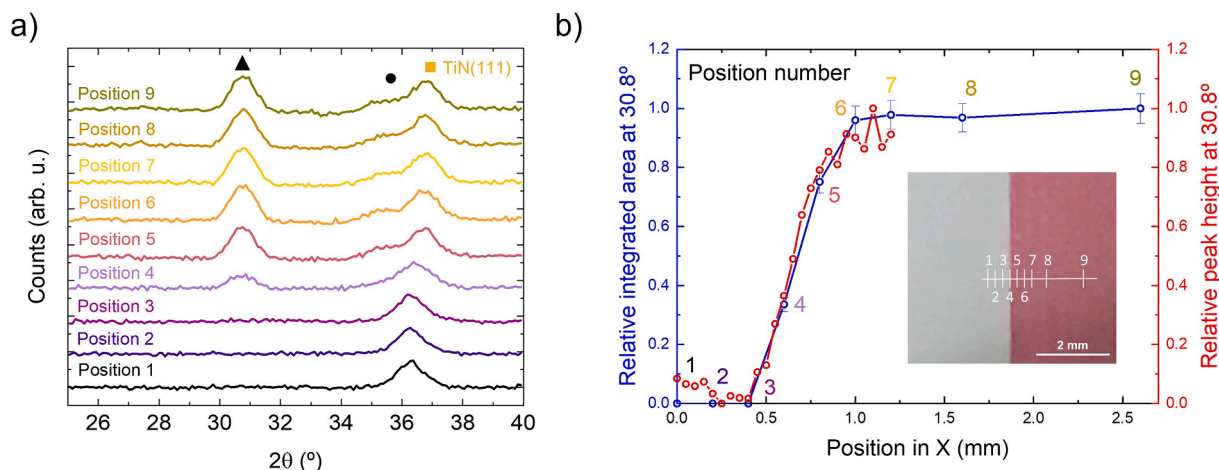 a)
▲
●
■ TiN(111)
Position 9
Position 8
Position 7
Position 6
Position 5
Position 4
Position 3
Position 2
Position 1
Counts (arb. u.)
26 28 30 32 34 36 38 40
2θ (º)
b)
Position number
1.2
1.0
0.8
0.6
0.4
0.2
0.0
Relative integrated area at 30.8º
1 2 3 4 5 6 7 8 9
1 3 5 7 8 9
2 4 6
2 mm
1.2
1.0
0.8
0.6
0.4
0.2
0.0
Relative peak height at 30.8º
0.0 0.5 1.0 1.5 2.0 2.5
Position in X (mm)